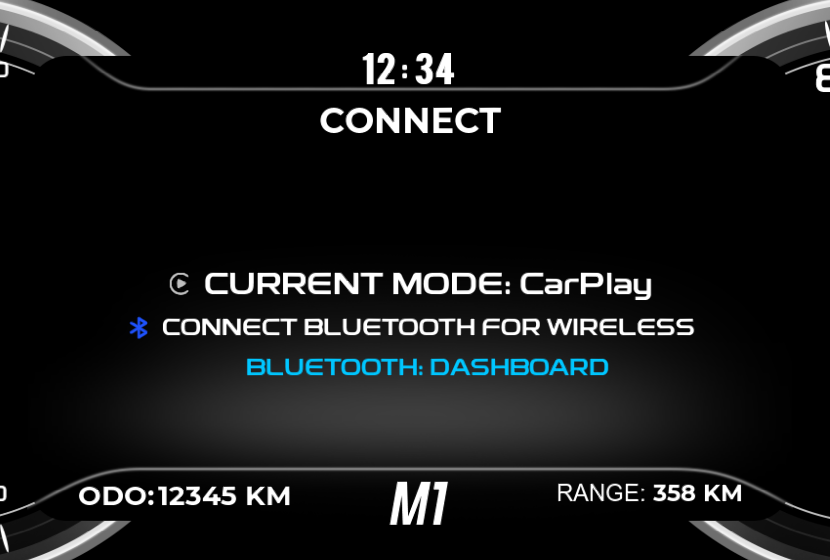 12:34
CONNECT
CURRENT MODE: CarPlay
CONNECT BLUETOOTH FOR WIRELESS
BLUETOOTH: DASHBOARD
ODO:12345 KM
M1
RANGE: 358 KM